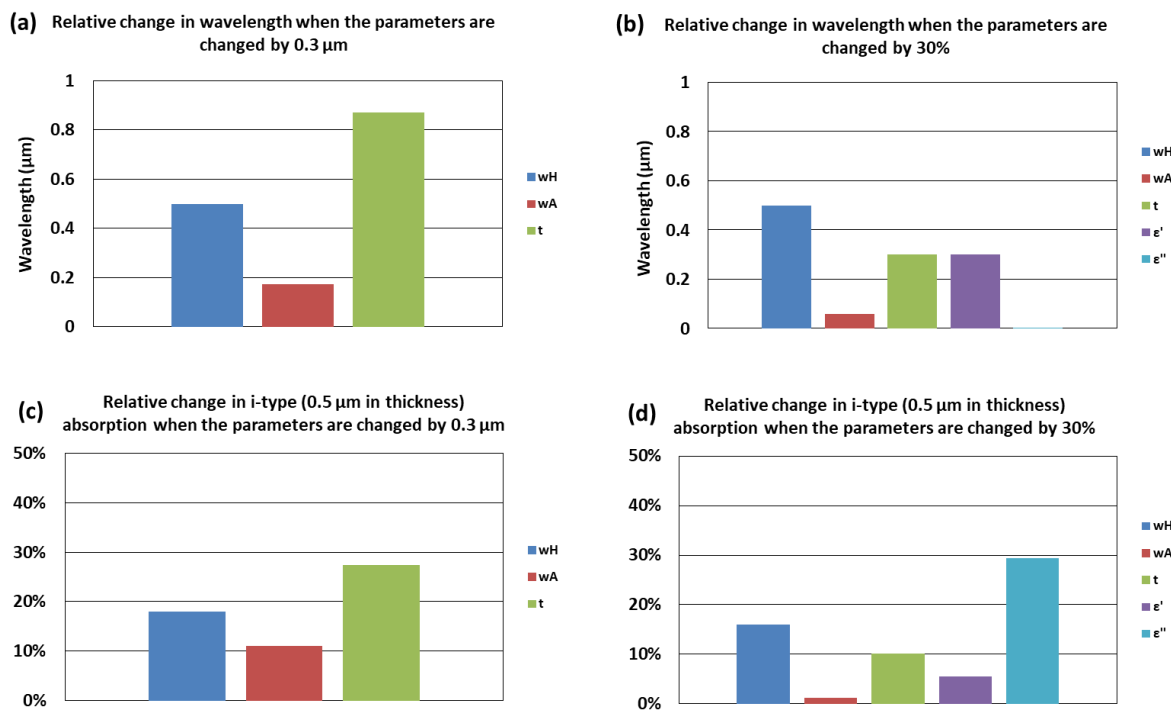 (a) Relative change in wavelength when the parameters are
changed by 0.3 µm
1
0.8
0.6
0.4
0.2
0
Wavelength (µm)
wH
wA
t
(b) Relative change in wavelength when the parameters are
changed by 30%
1
0.8
0.6
0.4
0.2
0
Wavelength (µm)
wH
wA
t
ε'
ε"
(c) Relative change in i-type (0.5 µm in thickness)
absorption when the parameters are changed by 0.3 µm
50%
40%
30%
20%
10%
0%
wH
wA
t
(d) Relative change in i-type (0.5 µm in thickness)
absorption when the parameters are changed by 30%
50%
40%
30%
20%
10%
0%
wH
wA
t
ε'
ε"